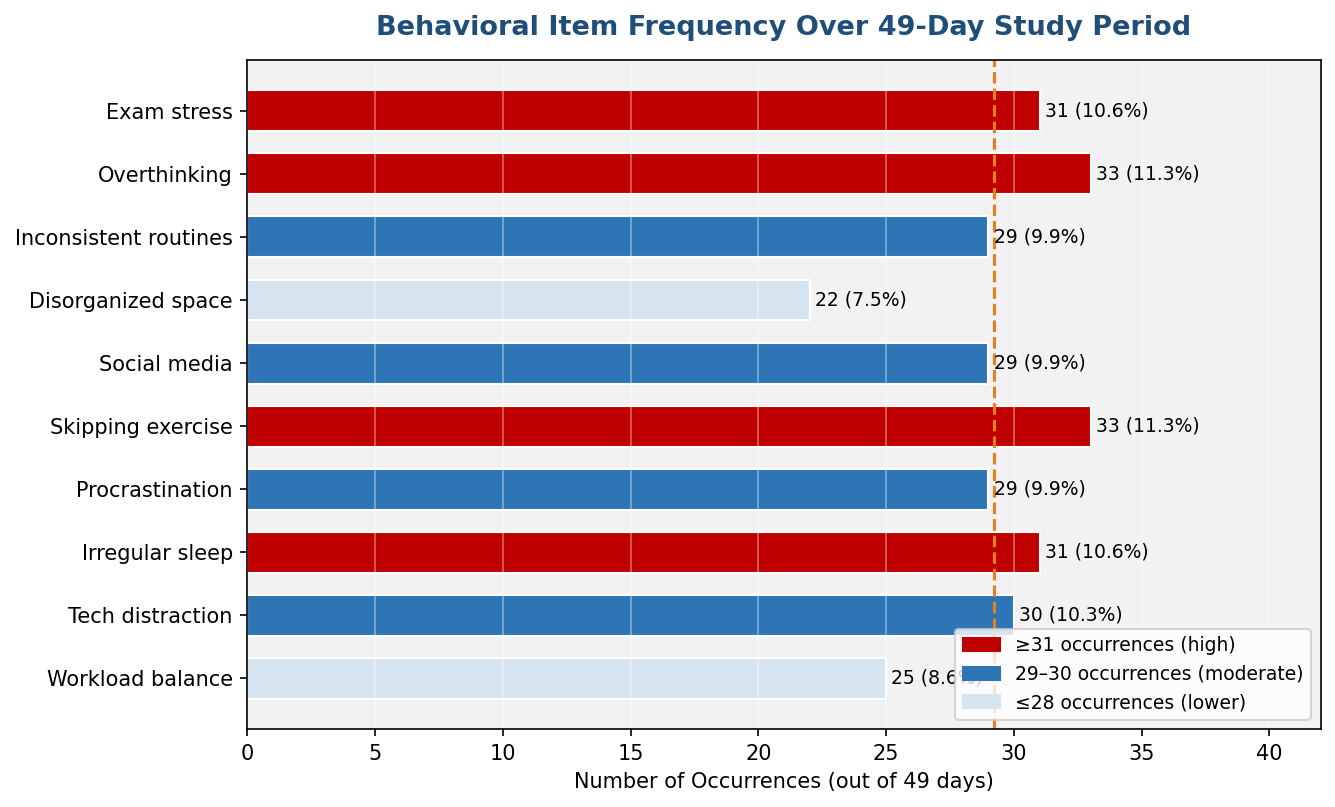 Behavioral Item Frequency Over 49-Day Study Period
Exam stress 31 (10.6%)
Overthinking 33 (11.3%)
Inconsistent routines 29 (9.9%)
Disorganized space 22 (7.5%)
Social media 29 (9.9%)
Skipping exercise 33 (11.3%)
Procrastination 29 (9.9%)
Irregular sleep 31 (10.6%)
Tech distraction 30 (10.3%)
Workload balance 25 (8.6%)
≥31 occurrences (high)
29–30 occurrences (moderate)
≤28 occurrences (lower)
0 5 10 15 20 25 30 35 40
Number of Occurrences (out of 49 days)